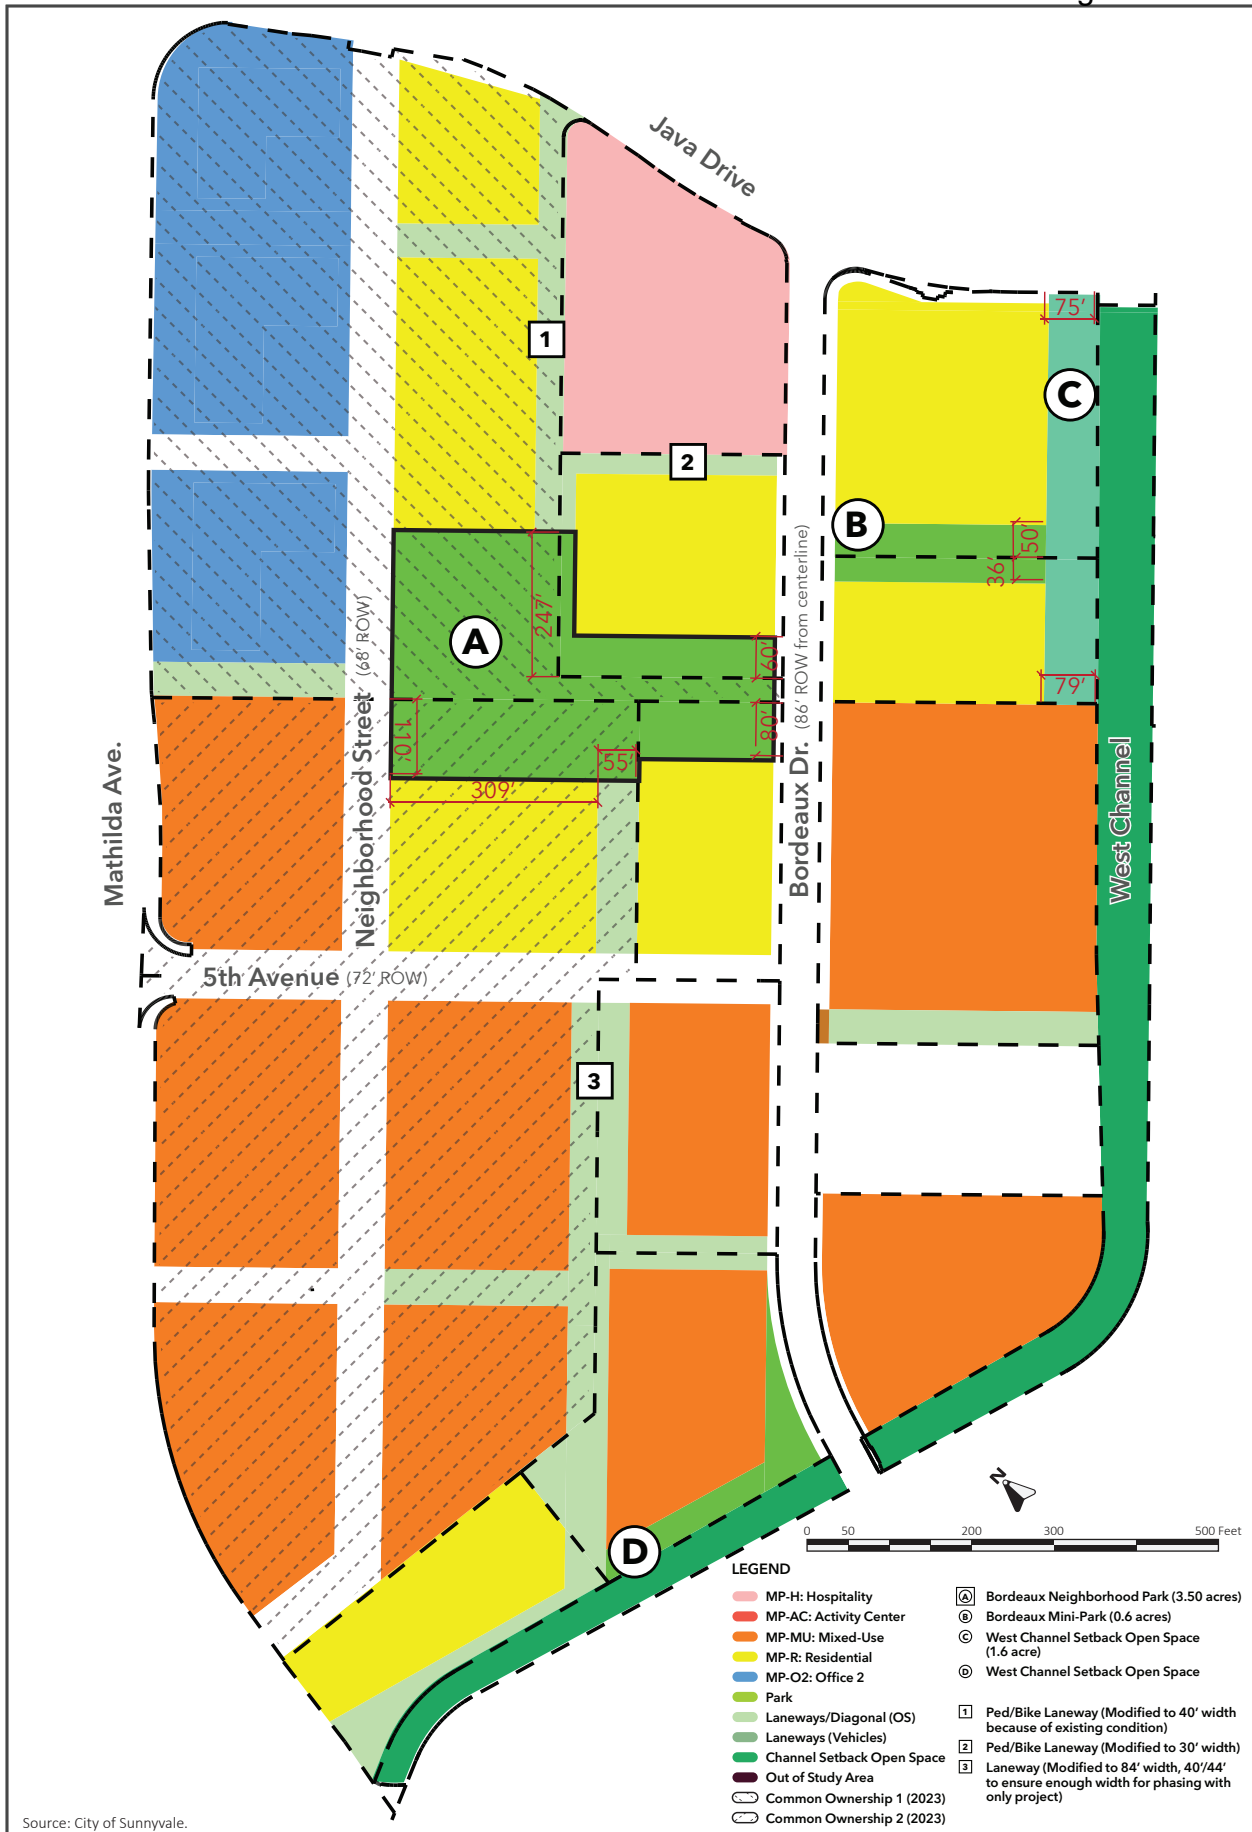 g
Java Drive
75'
1
C
2
B
50'
36'
A
247'
60'
79'
110'
80'
55'
309'
Mathilda Ave.
Neighborhood Street (68' ROW)
Bordeaux Dr. (86' ROW from centerline)
West Channel
5th Avenue (72' ROW)
3
D
N
0 50 200 300 500 Feet
LEGEND
MP-H: Hospitality
MP-AC: Activity Center
MP-MU: Mixed-Use
MP-R: Residential
MP-O2: Office 2
Park
Laneways/Diagonal (OS)
Laneways (Vehicles)
Channel Setback Open Space
Out of Study Area
Common Ownership 1 (2023)
Common Ownership 2 (2023)
A Bordeaux Neighborhood Park (3.50 acres)
B Bordeaux Mini-Park (0.6 acres)
C West Channel Setback Open Space
(1.6 acre)
D West Channel Setback Open Space
1 Ped/Bike Laneway (Modified to 40' width
because of existing condition)
2 Ped/Bike Laneway (Modified to 30' width)
3 Laneway (Modified to 84' width, 40'/44'
to ensure enough width for phasing with
only project)
Source: City of Sunnyvale.